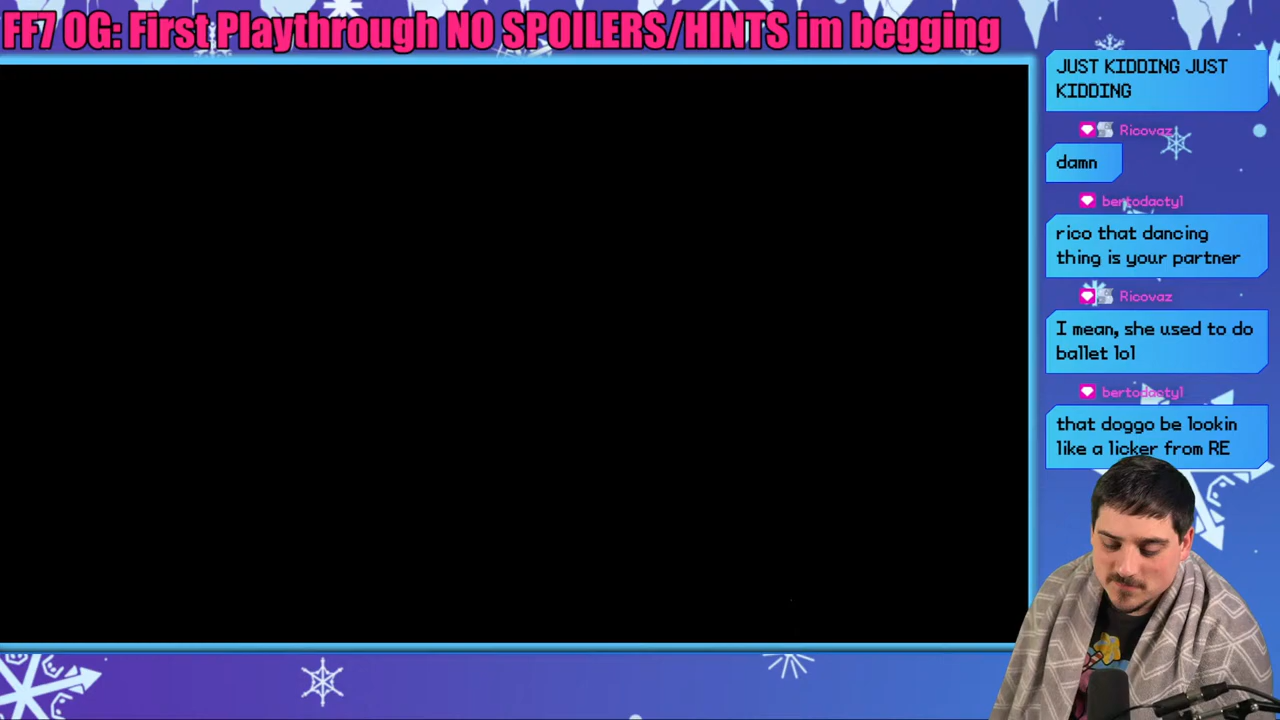 FF7 OG: First Playthrough NO SPOILERS/HINTS im begging
JUST KIDDING JUST
KIDDING
Ricovaz
damn
bertodactyl
rico that dancing
thing is your partner
Ricovaz
I mean, she used to do
ballet lol
bertodactyl
that doggo be lookin
like a licker from RE